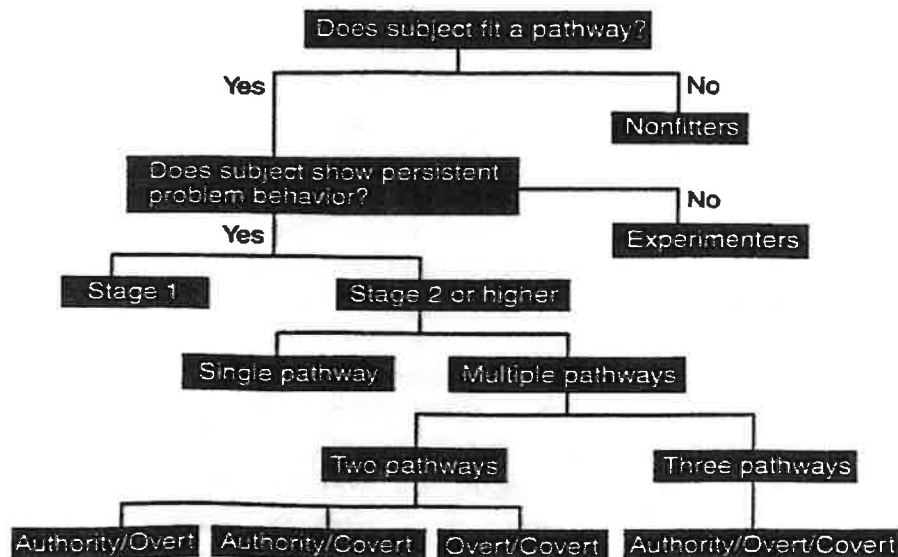 Does subject fit a pathway?
Yes
No
Nonfitters
Does subject show persistent
problem behavior?
No
Yes
Experimenters
Stage 1
Stage 2 or higher
Single pathway
Multiple pathways
Two pathways
Three pathways
Authority/Overt
Authority/Covert
Overt/Covert
Authority/Overt/Covert